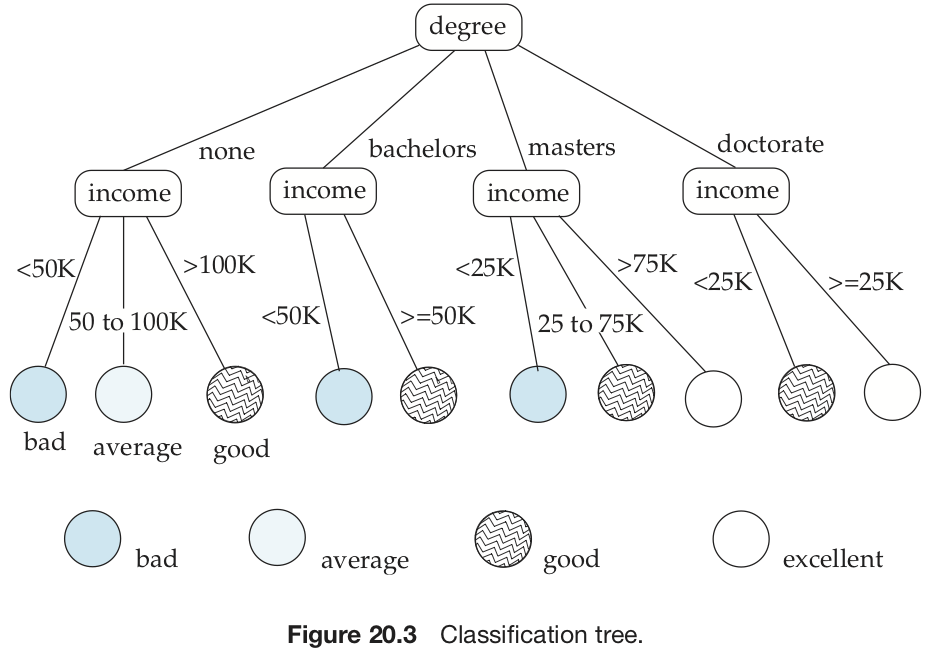 degree
none
bachelors
masters
doctorate
income
income
income
income
<50K
50 to 100K
>100K
<50K
>=50K
<25K
25 to 75K
>75K
<25K
>=25K
bad
average
good
bad
average
good
excellent
Figure 20.3 Classification tree.